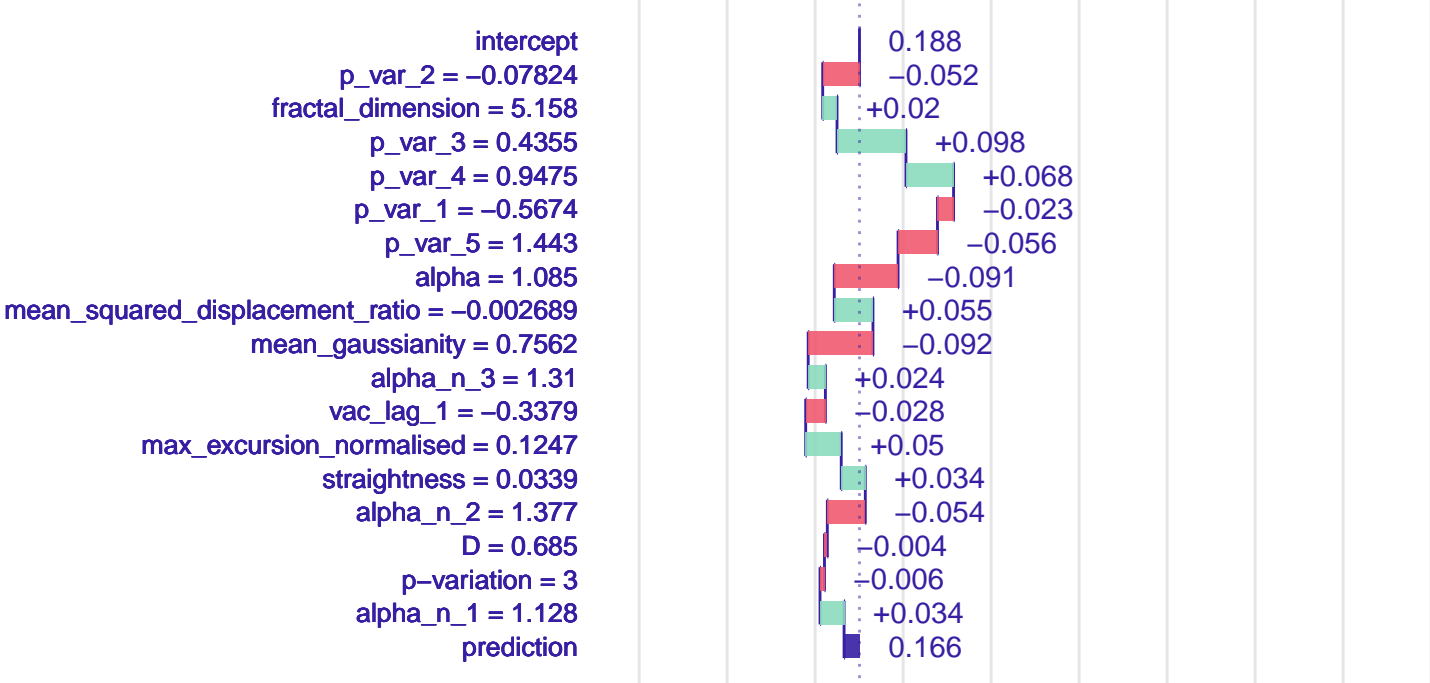 intercept 0.188
p_var_2 = −0.07824 −0.052
fractal_dimension = 5.158 +0.02
p_var_3 = 0.4355 +0.098
p_var_4 = 0.9475 +0.068
p_var_1 = −0.5674 −0.023
p_var_5 = 1.443 −0.056
alpha = 1.085 −0.091
mean_squared_displacement_ratio = −0.002689 +0.055
mean_gaussianity = 0.7562 −0.092
alpha_n_3 = 1.31 +0.024
vac_lag_1 = −0.3379 −0.028
max_excursion_normalised = 0.1247 +0.05
straightness = 0.0339 +0.034
alpha_n_2 = 1.377 −0.054
D = 0.685 −0.004
p−variation = 3 −0.006
alpha_n_1 = 1.128 +0.034
prediction 0.166